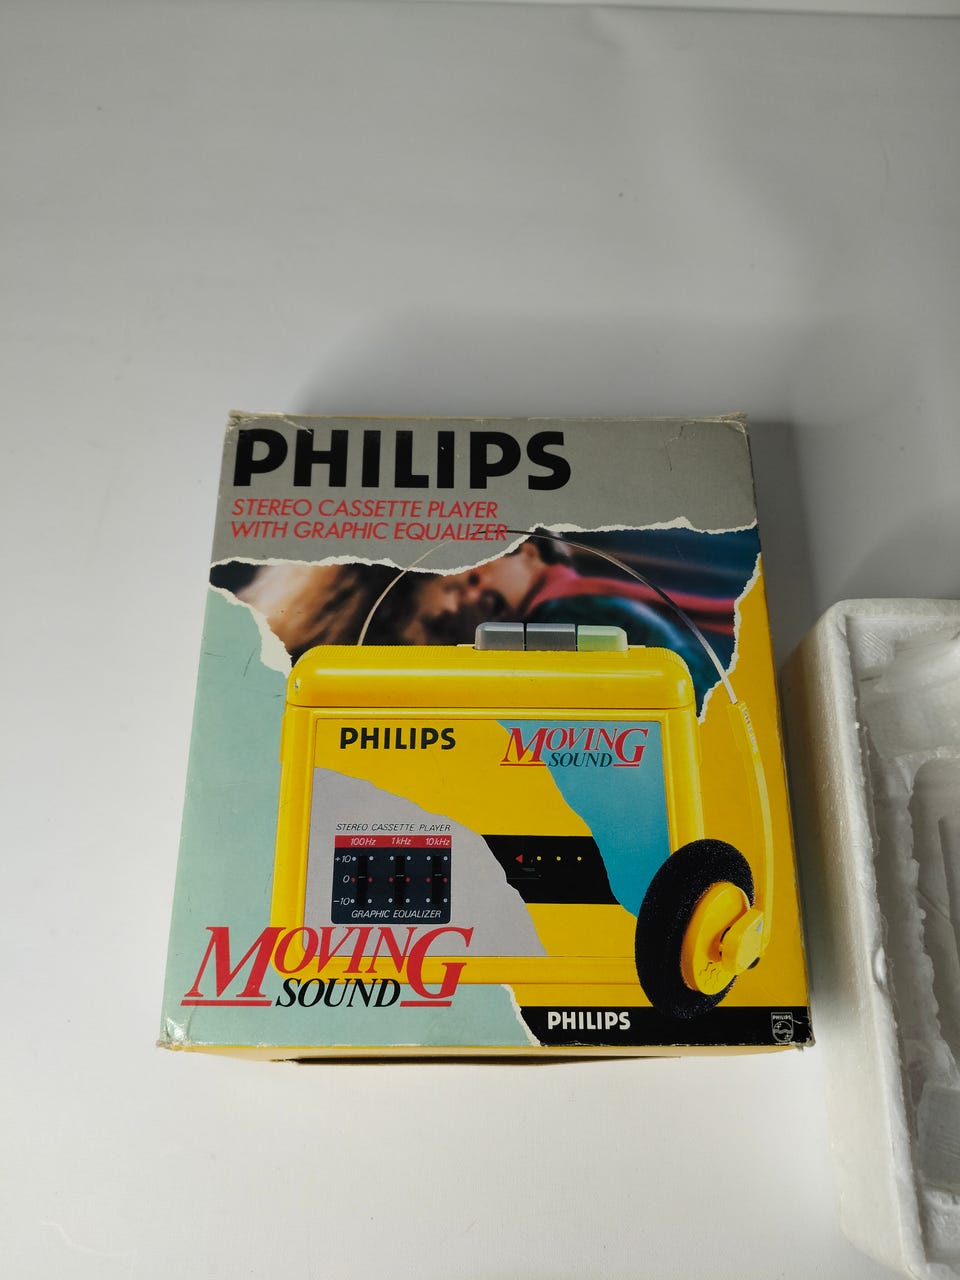 PHILIPS
STEREO CASSETTE PLAYER
WITH GRAPHIC EQUALIZER
PHILIPS
MOVING
SOUND
STEREO CASSETTE PLAYER
100Hz 1kHz 10kHz
+10
0
-10
GRAPHIC EQUALIZER
MOVING
SOUND
PHILIPS
PHILIPS